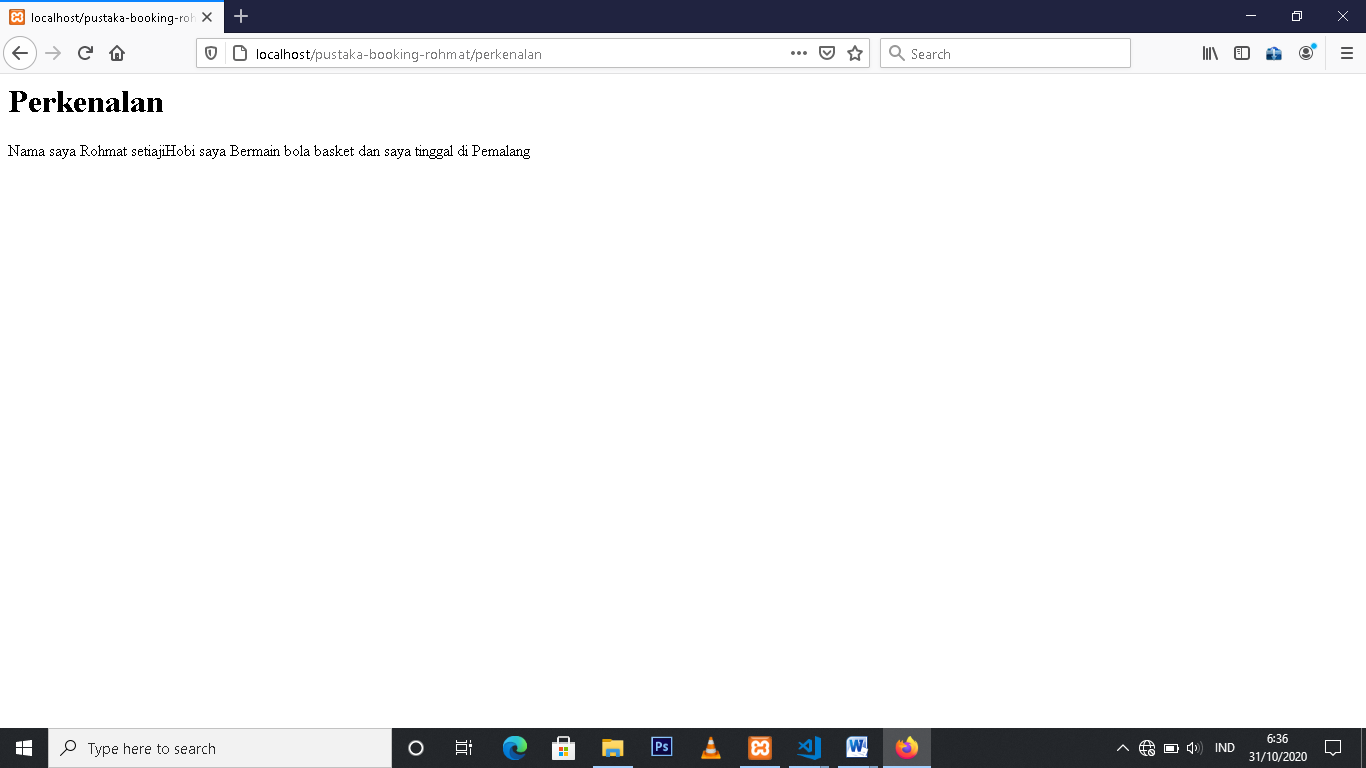 localhost/pustaka-booking-roh
localhost/pustaka-booking-rohmat/perkenalan
Search
Perkenalan
Nama saya Rohmat setiajiHobi saya Bermain bola basket dan saya tinggal di Pemalang
Type here to search
Ps
W
IND
6:36
31/10/2020